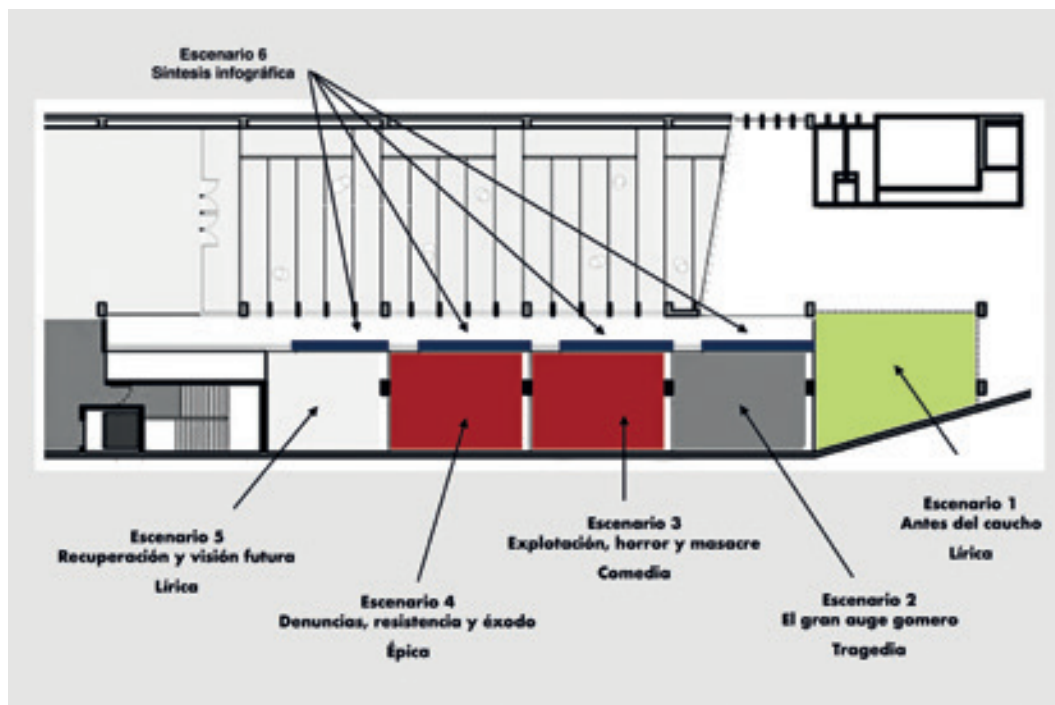 Escenario 6
Síntesis infográfica
Escenario 5
Recuperación y visión futura
Lírica
Escenario 4
Denuncias, resistencia y éxodo
Épica
Escenario 3
Explotación, horror y masacre
Comedia
Escenario 2
El gran auge gomero
Tragedia
Escenario 1
Antes del caucho
Lírica